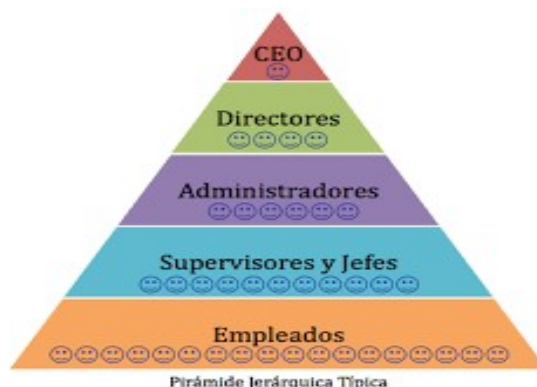 CEO
Directores
Administradores
Supervisores y Jefes
Empleados
Pirámide Jerárquica Típica